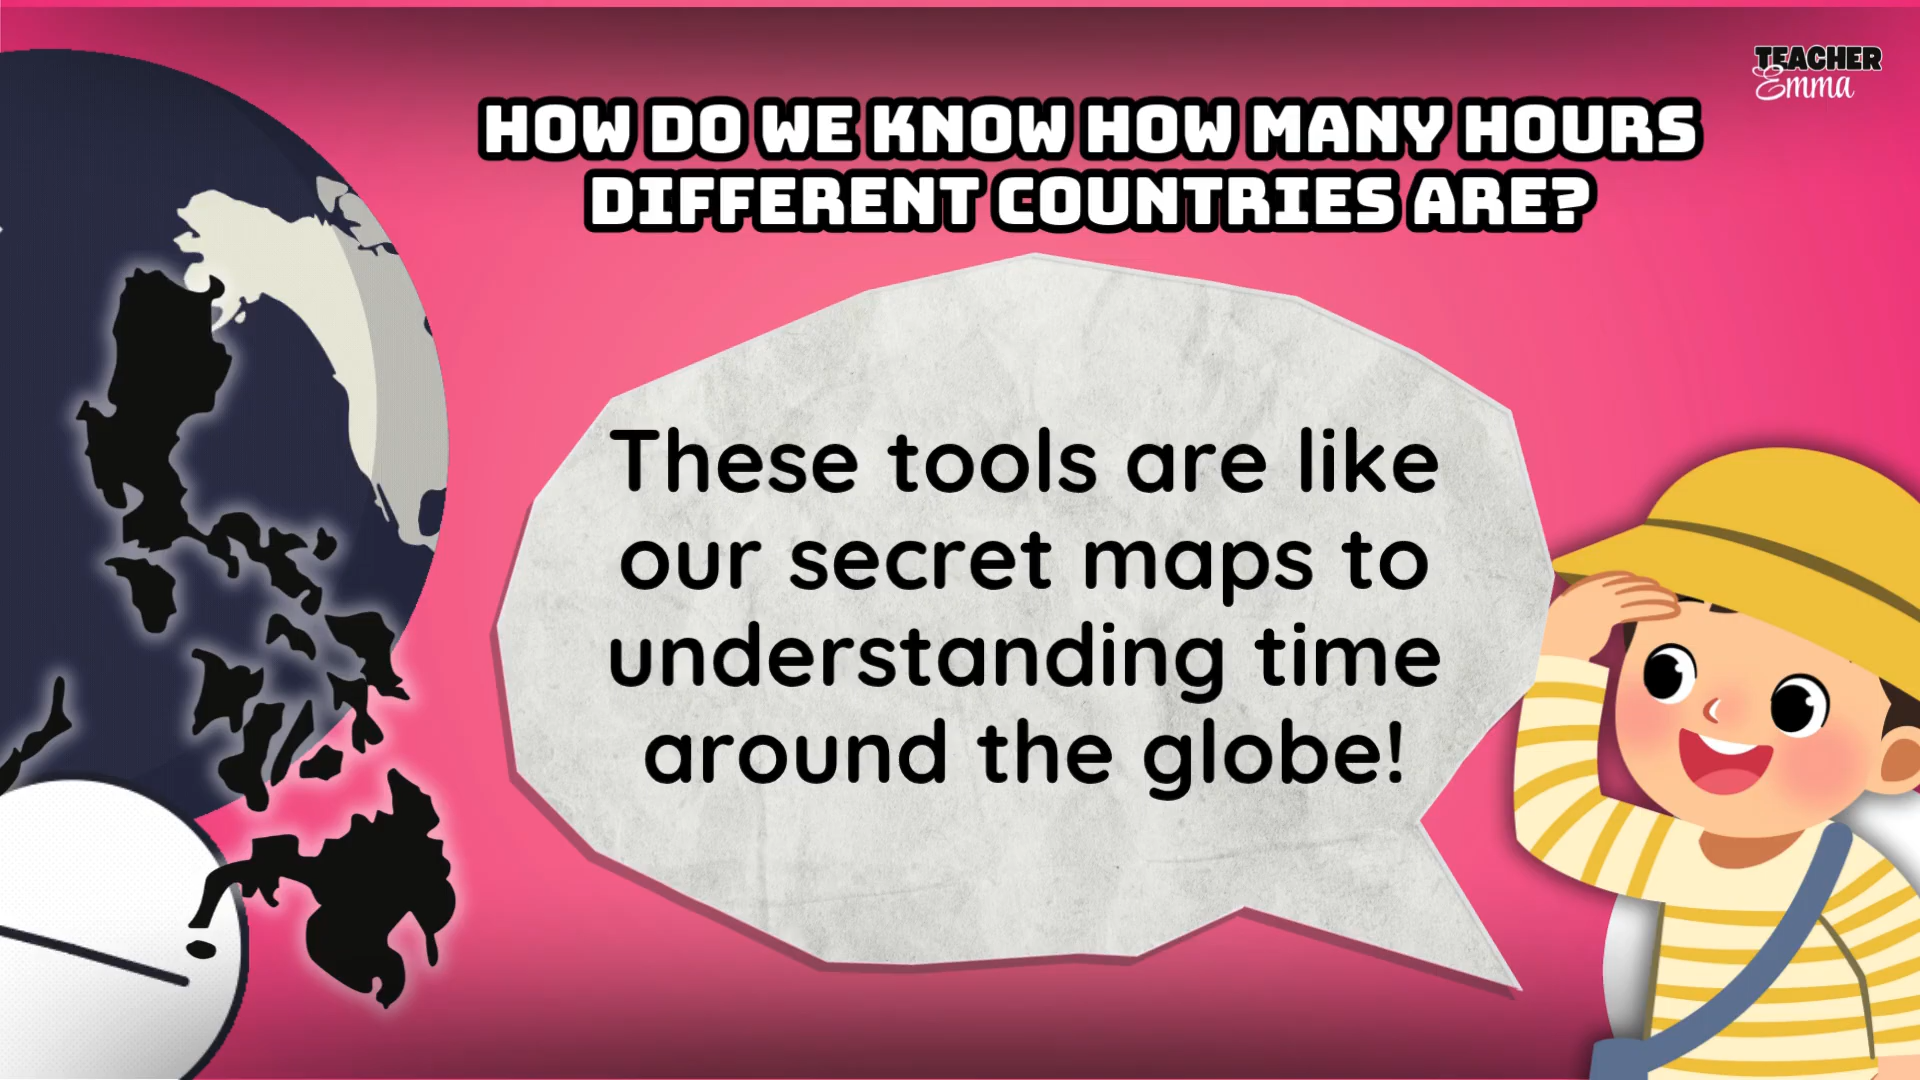 TEACHER
Emma
HOW DO WE KNOW HOW MANY HOURS
DIFFERENT COUNTRIES ARE?
These tools are like
our secret maps to
understanding time
around the globe!